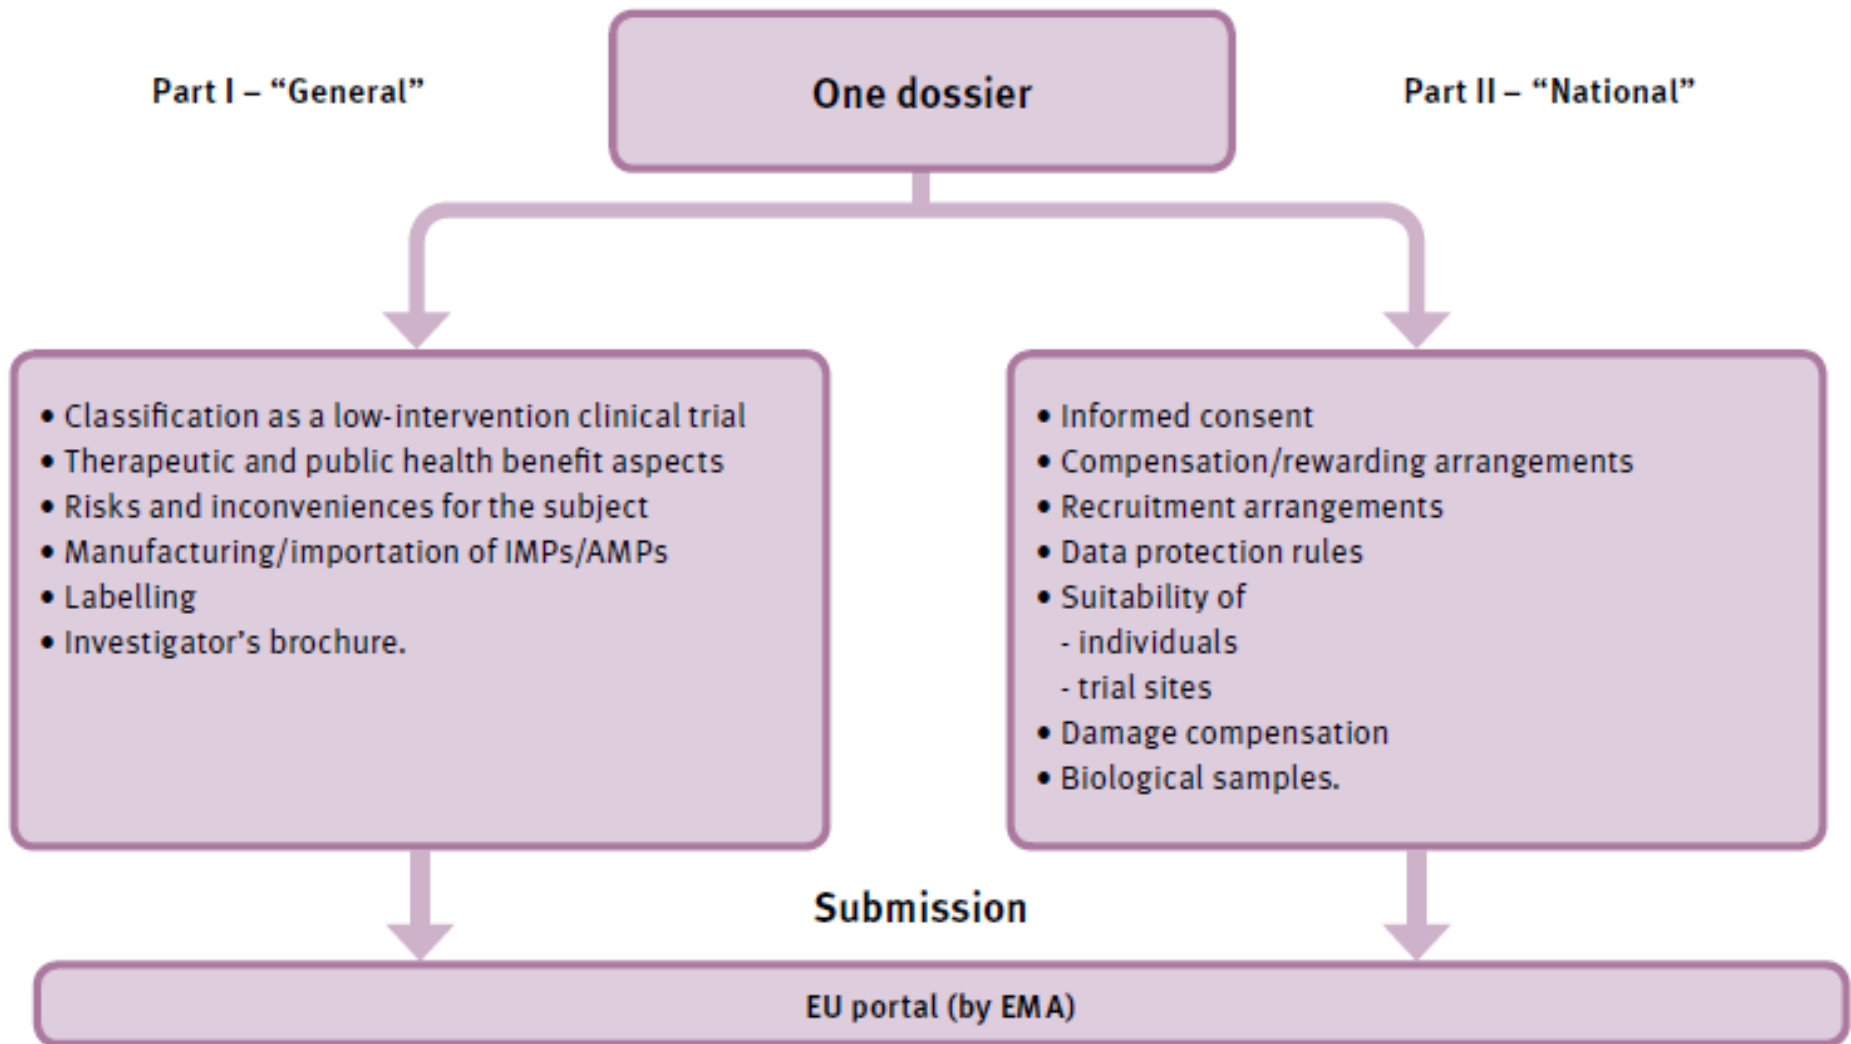 Part I – “General”
One dossier
Part II – “National”
• Classification as a low-intervention clinical trial
• Therapeutic and public health benefit aspects
• Risks and inconveniences for the subject
• Manufacturing/importation of IMPs/AMPs
• Labelling
• Investigator’s brochure.
• Informed consent
• Compensation/rewarding arrangements
• Recruitment arrangements
• Data protection rules
• Suitability of
- individuals
- trial sites
• Damage compensation
• Biological samples.
Submission
EU portal (by EMA)